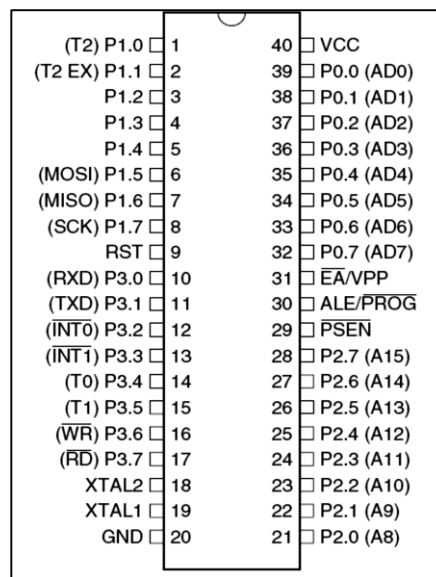 (T2) P1.0 1 40 VCC
(T2 EX) P1.1 2 39 P0.0 (AD0)
P1.2 3 38 P0.1 (AD1)
P1.3 4 37 P0.2 (AD2)
P1.4 5 36 P0.3 (AD3)
(MOSI) P1.5 6 35 P0.4 (AD4)
(MISO) P1.6 7 34 P0.5 (AD5)
(SCK) P1.7 8 33 P0.6 (AD6)
RST 9 32 P0.7 (AD7)
(RXD) P3.0 10 31 E̅A̅/VPP
(TXD) P3.1 11 30 ALE/P̅R̅O̅G̅
(I̅N̅T̅0̅) P3.2 12 29 P̅S̅E̅N̅
(I̅N̅T̅1̅) P3.3 13 28 P2.7 (A15)
(T0) P3.4 14 27 P2.6 (A14)
(T1) P3.5 15 26 P2.5 (A13)
(W̅R̅) P3.6 16 25 P2.4 (A12)
(R̅D̅) P3.7 17 24 P2.3 (A11)
XTAL2 18 23 P2.2 (A10)
XTAL1 19 22 P2.1 (A9)
GND 20 21 P2.0 (A8)